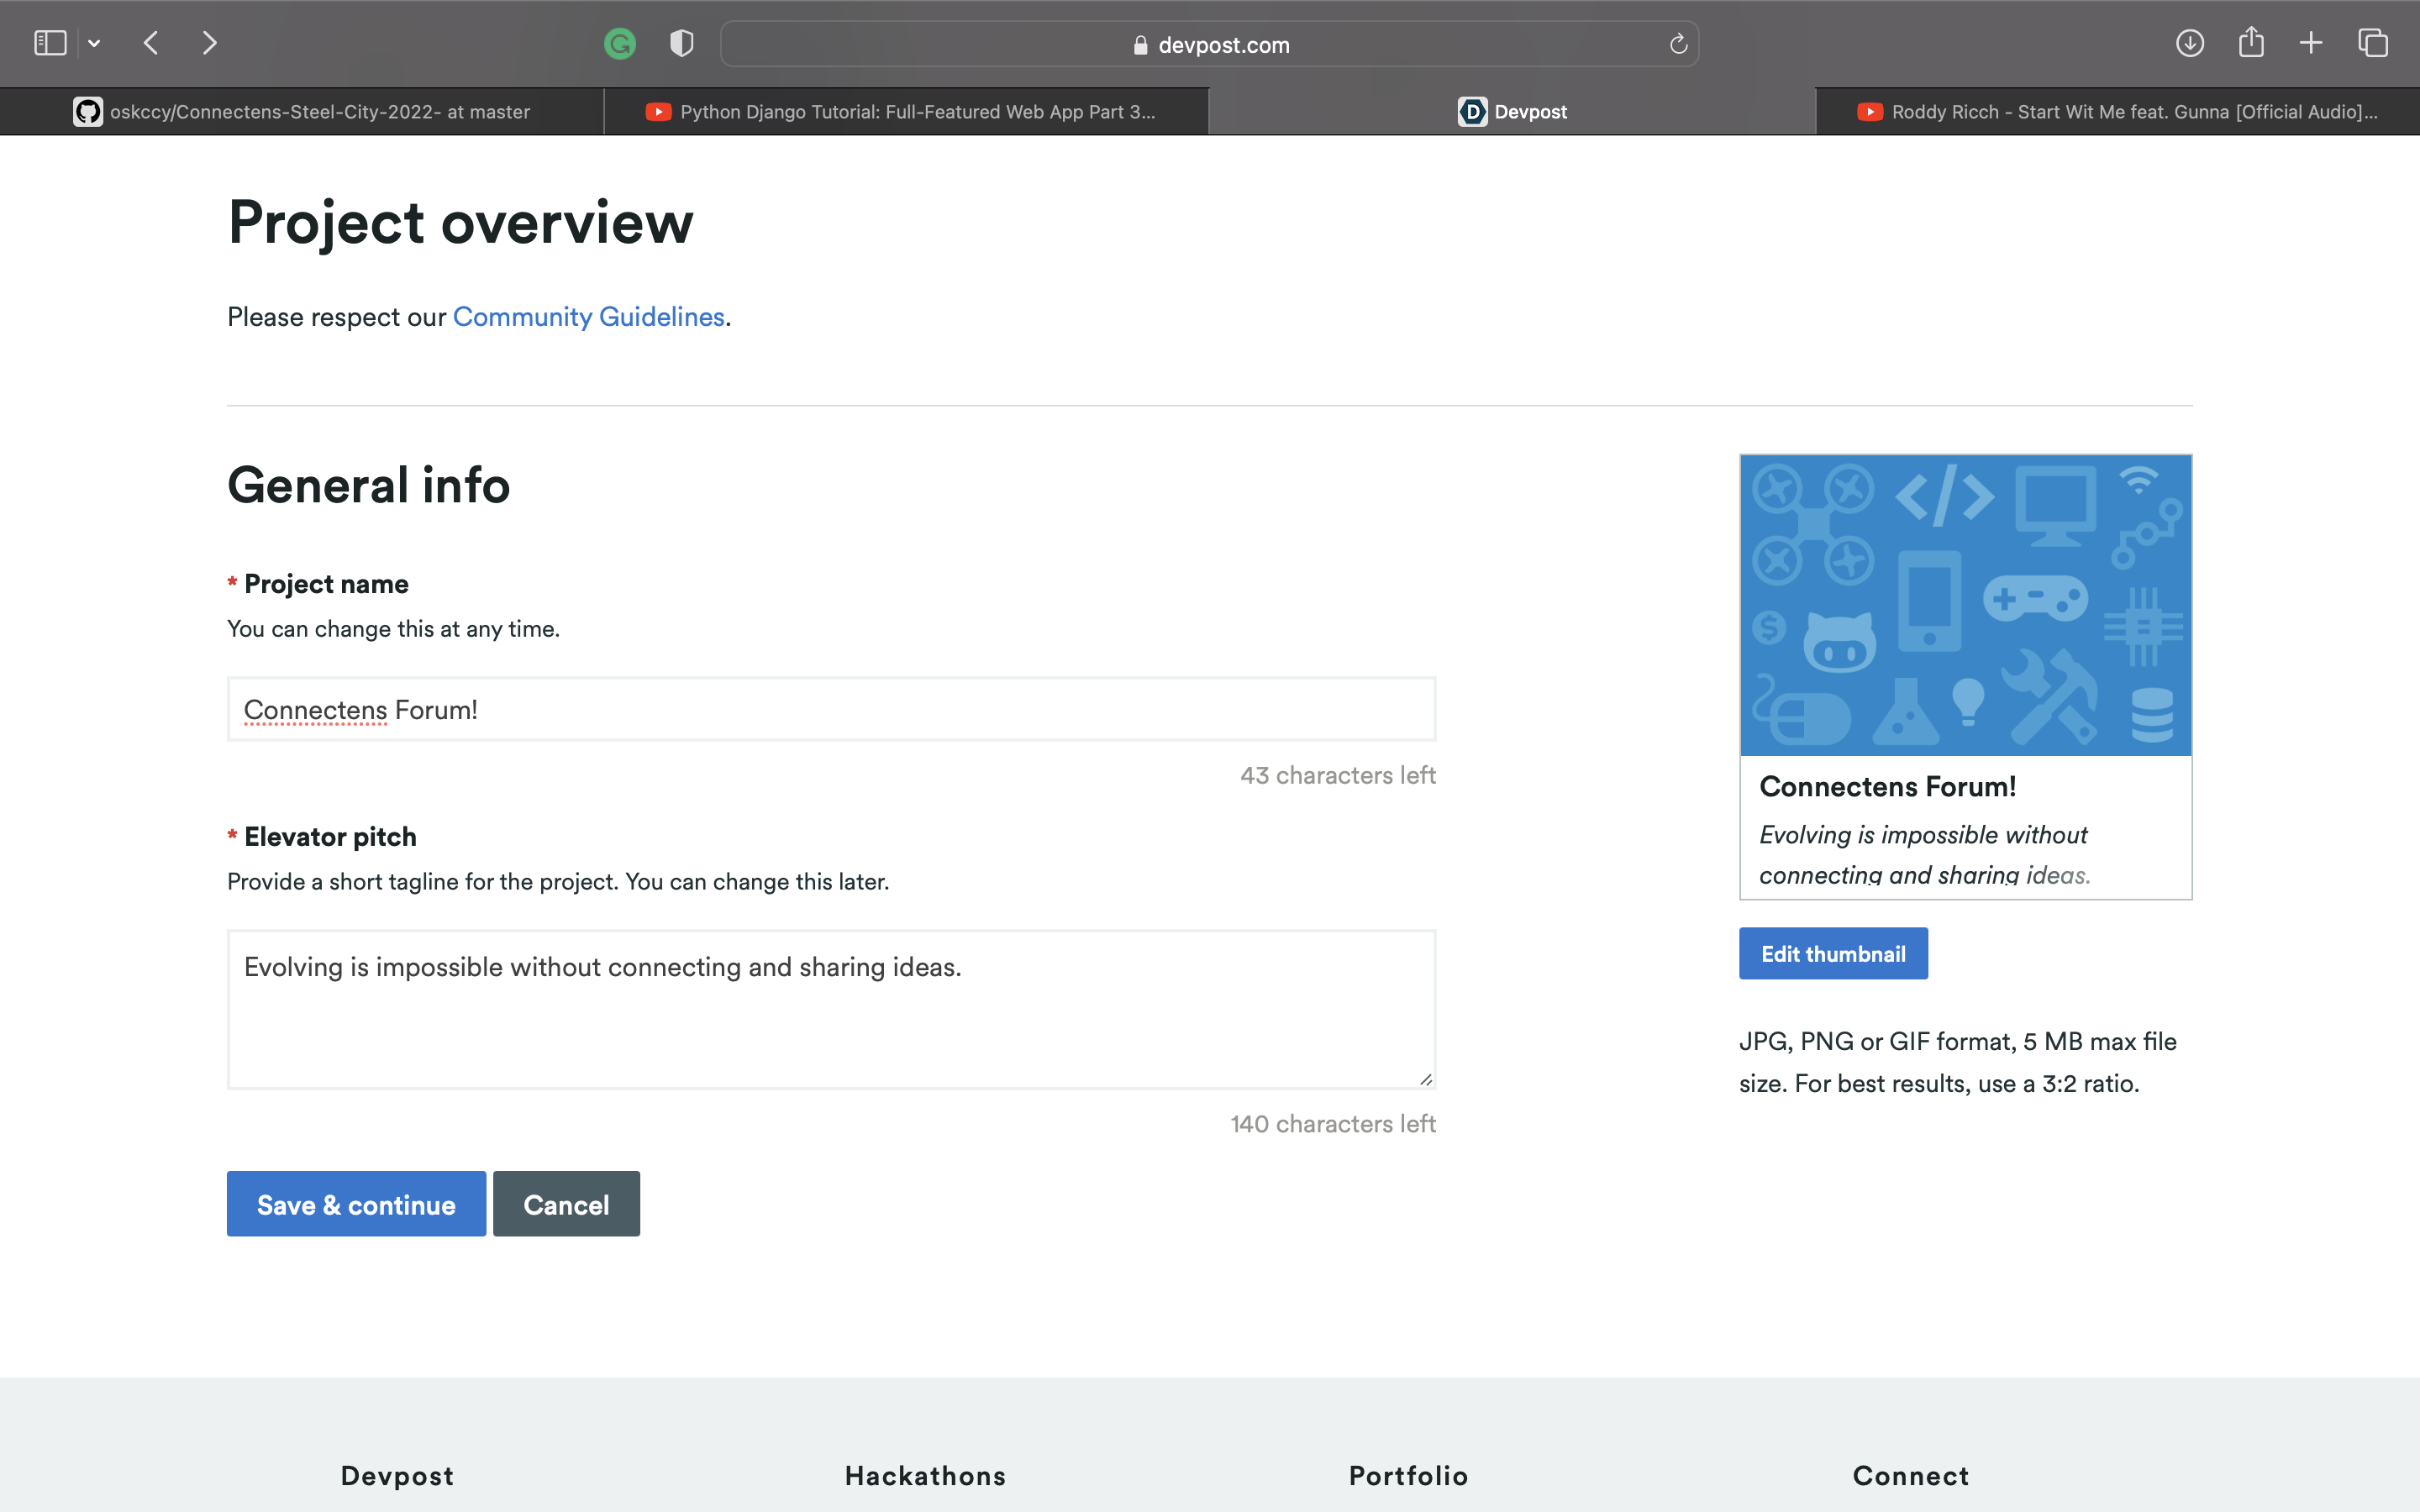 devpost.com
oskccy/Connectens-Steel-City-2022- at master
Python Django Tutorial: Full-Featured Web App Part 3...
Devpost
Roddy Ricch - Start Wit Me feat. Gunna [Official Audio]...
Project overview
Please respect our Community Guidelines.
General info
* Project name
You can change this at any time.
Connectens Forum!
43 characters left
* Elevator pitch
Provide a short tagline for the project. You can change this later.
Evolving is impossible without connecting and sharing ideas.
140 characters left
Save & continue
Cancel
Connectens Forum!
Evolving is impossible without
connecting and sharing ideas.
Edit thumbnail
JPG, PNG or GIF format, 5 MB max file
size. For best results, use a 3:2 ratio.
Devpost
Hackathons
Portfolio
Connect